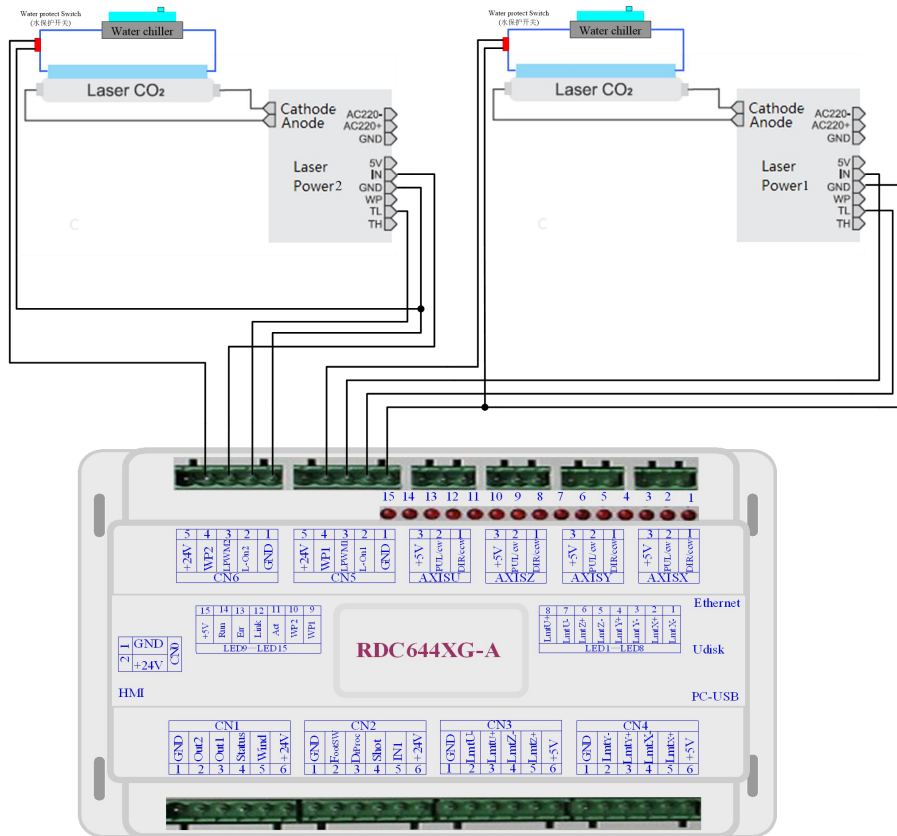 Water protect Switch
(水保护开关)
Water chiller
Laser CO₂
Cathode
Anode
AC220-
AC220+
GND
Laser
Power2
5V
IN
GND
WP
TL
TH
C
Water protect Switch
(水保护开关)
Water chiller
Laser CO₂
Cathode
Anode
AC220-
AC220+
GND
Laser
Power1
5V
IN
GND
WP
TL
TH
C
15 14 13 12 11 10 9 8 7 6 5 4 3 2 1
5 4 3 2 1
+24V WP2 LPWM2 L-On2 GND
CN6
5 4 3 2 1
+24V WP1 LPWM1 L-On1 GND
CN5
3 2 1
+5V PUL/cw DIR/ccw
AXISU
3 2 1
+5V PUL/cw DIR/ccw
AXISZ
3 2 1
+5V PUL/cw DIR/ccw
AXISY
3 2 1
+5V PUL/cw DIR/ccw
AXISX
Ethernet
15 14 13 12 11 10 9
+5V Run Err Link Act WP2 WP1
LED9—LED15
8 7 6 5 4 3 2 1
LmtU+ LmtU- LmtZ+ LmtZ- LmtY+ LmtY- LmtX+ LmtX-
LED1—LED8
Udisk
1 GND
2 +24V
CN0
RDC644XG-A
HMI
PC-USB
CN1
GND Out2 Out1 Status Wind +24V
1 2 3 4 5 6
CN2
GND FootSW DrProc Shot IN1 +24V
1 2 3 4 5 6
CN3
GND LmtU- LmtU+ LmtZ- LmtZ+ +5V
1 2 3 4 5 6
CN4
GND LmtY- LmtY+ LmtX- LmtX+ +5V
1 2 3 4 5 6